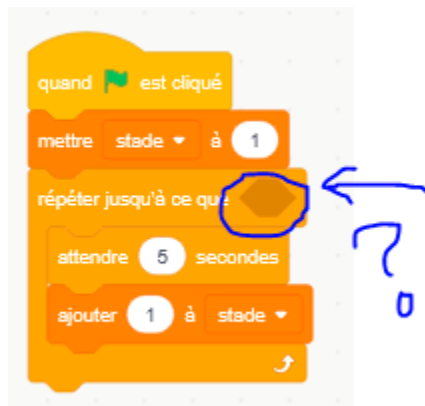 quand est cliqué
mettre stade à 1
répéter jusqu'à ce que
?
attendre 5 secondes
ajouter 1 à stade